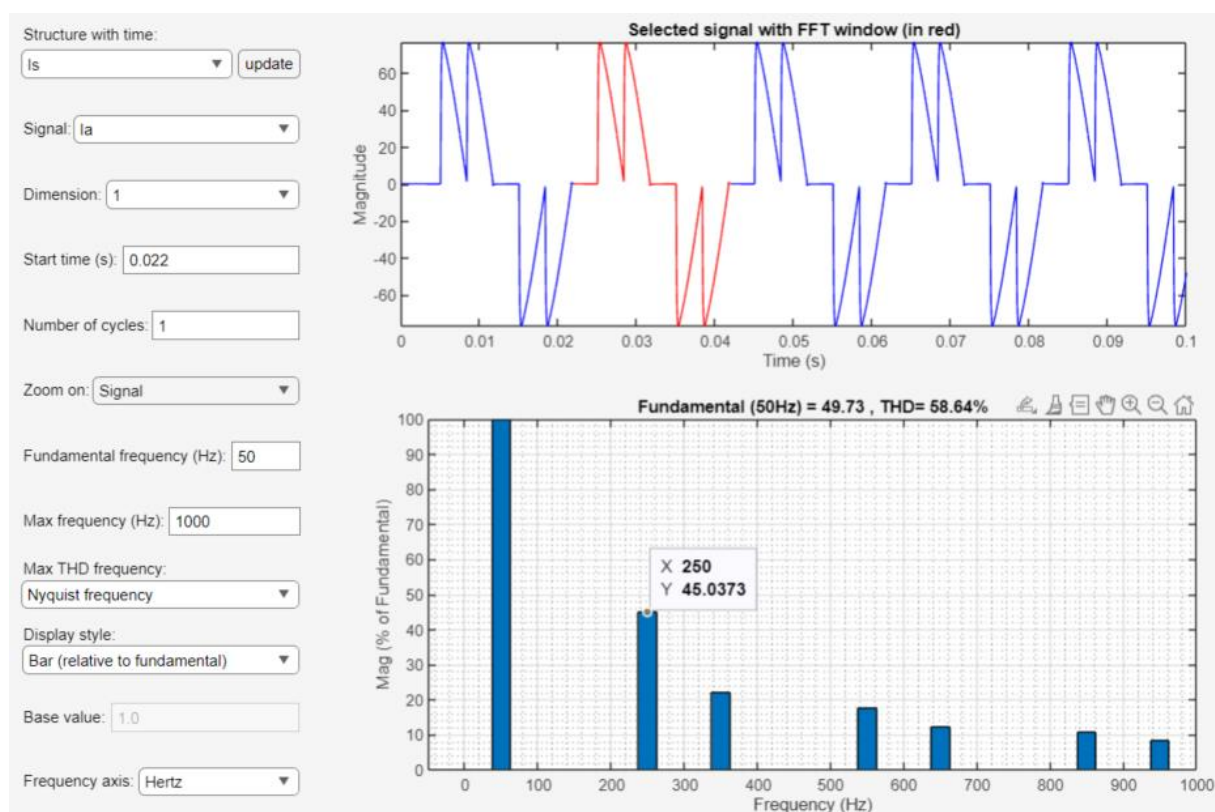 Structure with time:
Is update
Signal: Ia
Dimension: 1
Start time (s): 0.022
Number of cycles: 1
Zoom on: Signal
Fundamental frequency (Hz): 50
Max frequency (Hz): 1000
Max THD frequency:
Nyquist frequency
Display style:
Bar (relative to fundamental)
Base value: 1.0
Frequency axis: Hertz
Selected signal with FFT window (in red)
Magnitude
60
40
20
0
-20
-40
-60
0 0.01 0.02 0.03 0.04 0.05 0.06 0.07 0.08 0.09 0.1
Time (s)
Fundamental (50Hz) = 49.73 , THD= 58.64%
Mag (% of Fundamental)
100
90
80
70
60
50
40
30
20
10
0
X 250
Y 45.0373
0 100 200 300 400 500 600 700 800 900 1000
Frequency (Hz)